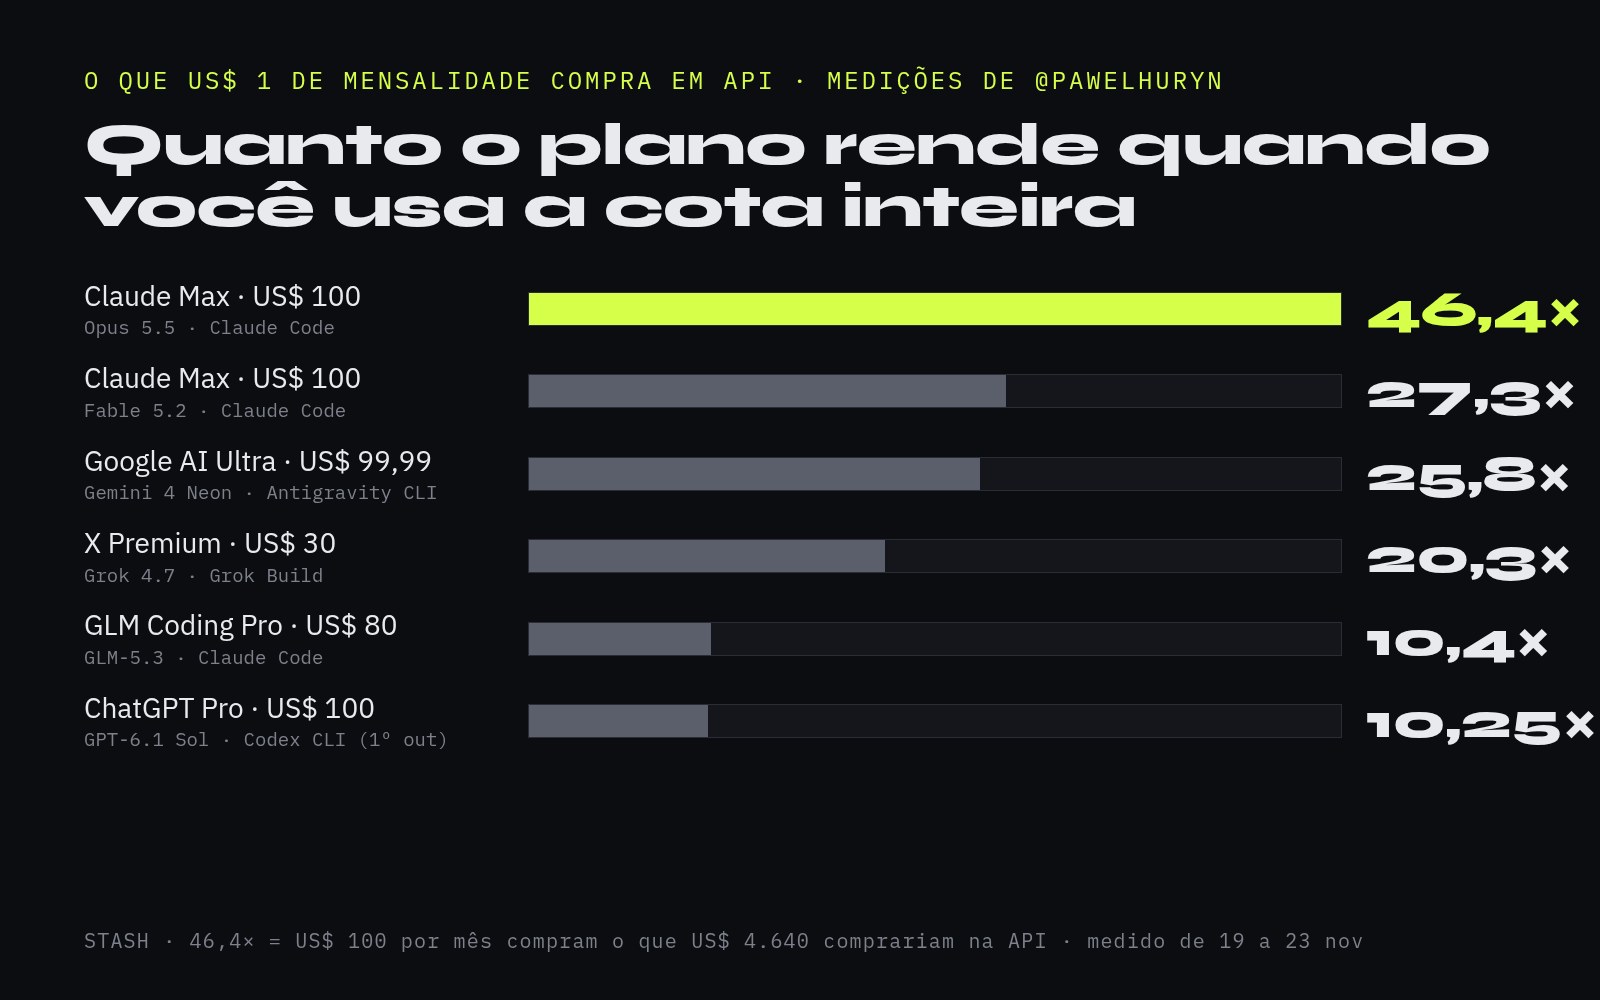 O QUE US$ 1 DE MENSALIDADE COMPRA EM API · MEDIÇÕES DE @PAWELHURYN
Quanto o plano rende quando
você usa a cota inteira
Claude Max · US$ 100
Opus 5.5 · Claude Code
46,4×
Claude Max · US$ 100
Fable 5.2 · Claude Code
27,3×
Google AI Ultra · US$ 99,99
Gemini 4 Neon · Antigravity CLI
25,8×
X Premium · US$ 30
Grok 4.7 · Grok Build
20,3×
GLM Coding Pro · US$ 80
GLM-5.3 · Claude Code
10,4×
ChatGPT Pro · US$ 100
GPT-6.1 Sol · Codex CLI (1º out)
10,25×
STASH · 46,4× = US$ 100 por mês compram o que US$ 4.640 comprariam na API · medido de 19 a 23 nov